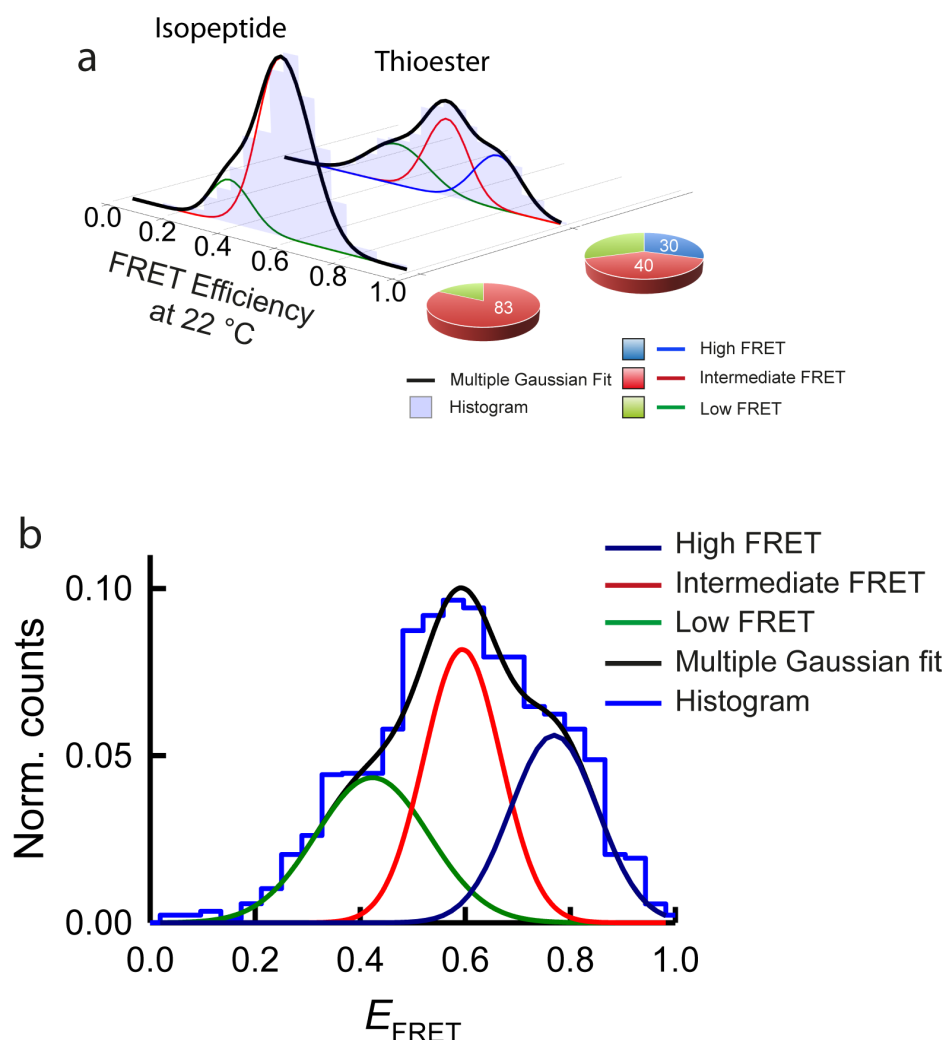 Isopeptide
a
Thioester
0.0
0.2
0.4
0.6
0.8
1.0
FRET Efficiency
at 22 °C
30
40
83
High FRET
Multiple Gaussian Fit
Intermediate FRET
Histogram
Low FRET
b
High FRET
Intermediate FRET
Low FRET
Multiple Gaussian fit
Histogram
0.10
0.05
0.00
Norm. counts
0.0 0.2 0.4 0.6 0.8 1.0
EFRET